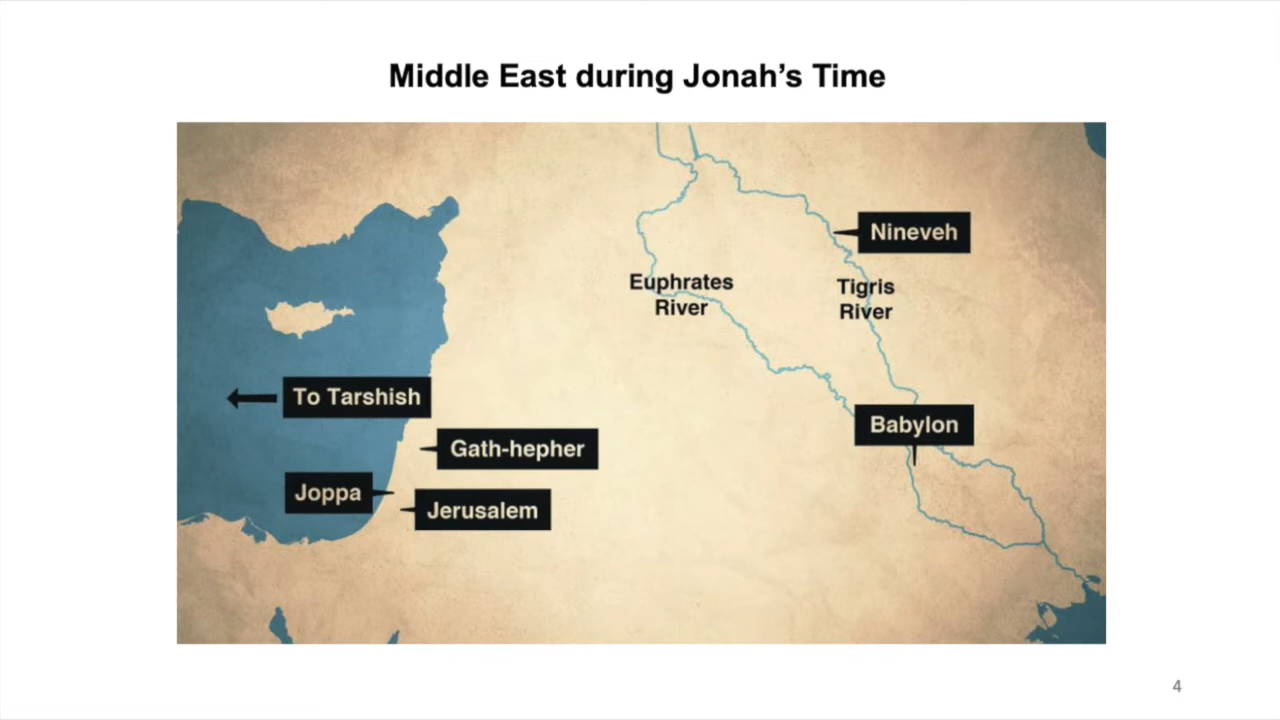 Middle East during Jonah’s Time
Nineveh
Euphrates
River
Tigris
River
To Tarshish
Babylon
Gath-hepher
Joppa
Jerusalem
4